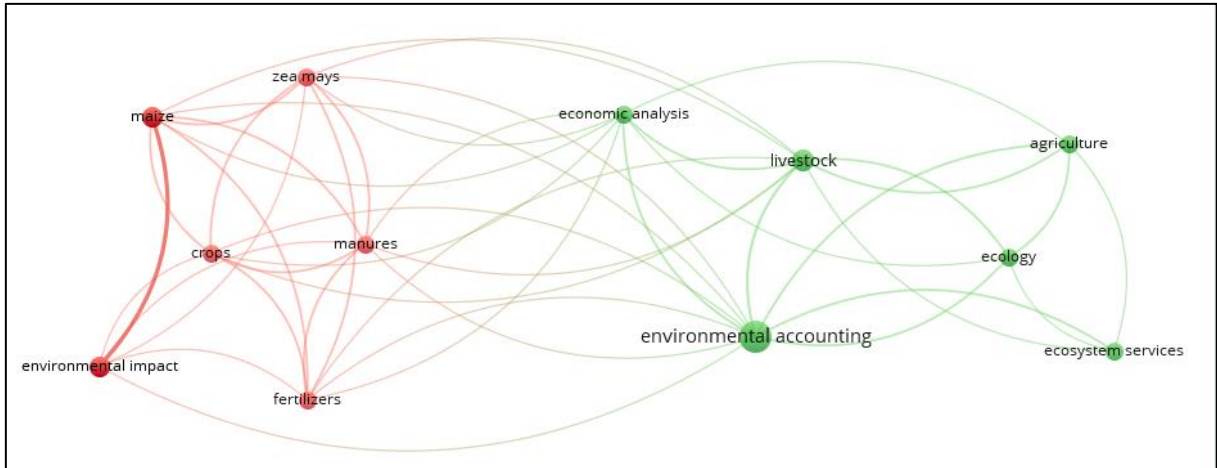 zea mays
maize
economic analysis
livestock
agriculture
crops
manures
ecology
environmental accounting
ecosystem services
environmental impact
fertilizers